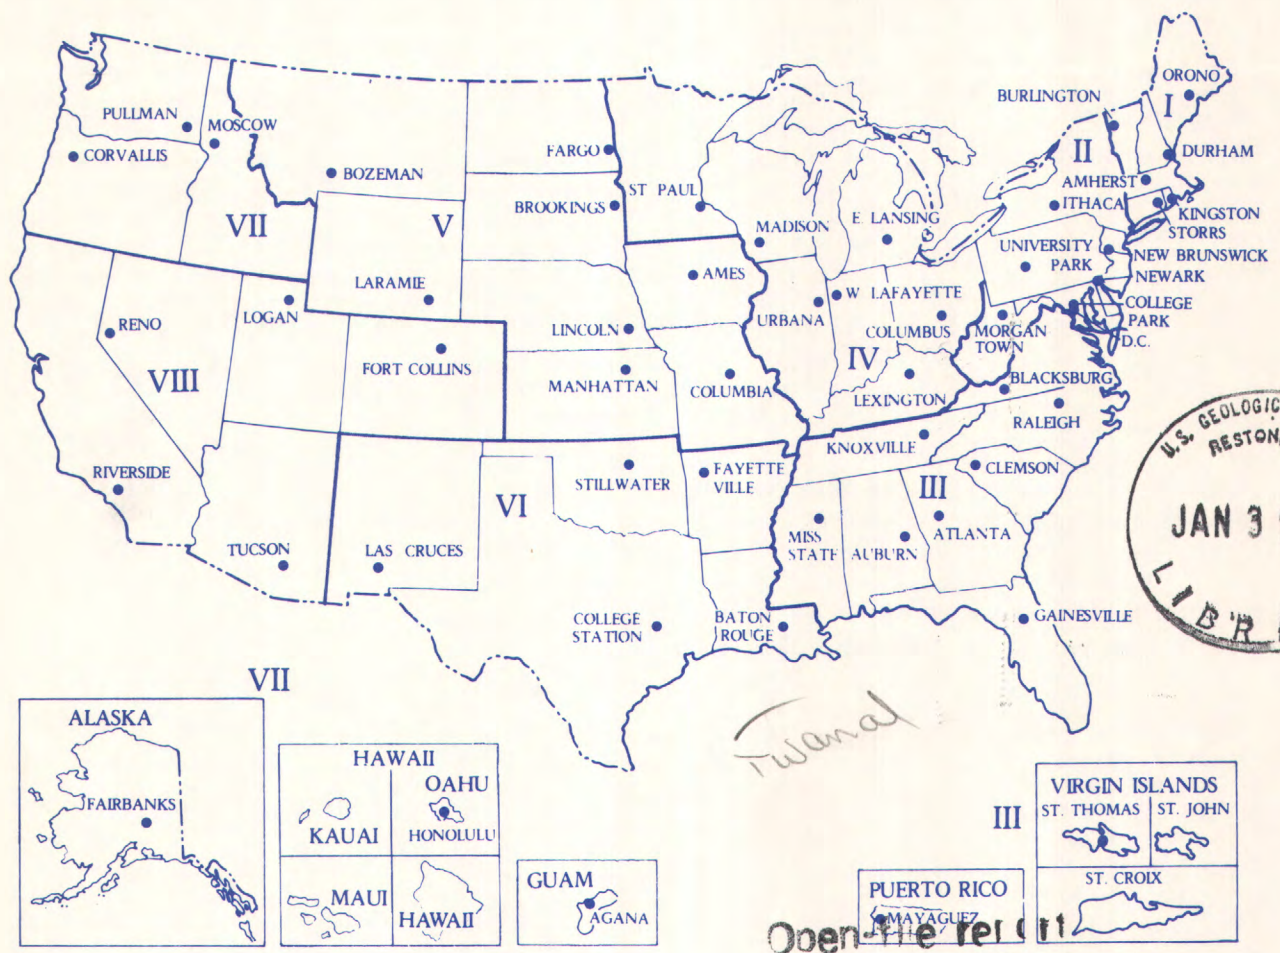 ORONO
BURLINGTON
I
PULLMAN
MOSCOW
CORVALLIS
FARGO
II
DURHAM
BOZEMAN
ST PAUL
AMHERST
BROOKINGS
ITHACA
KINGSTON
STORRS
VII
V
MADISON
E LANSING
UNIVERSITY
PARK
NEW BRUNSWICK
NEWARK
AMES
LARAMIE
W LAFAYETTE
LOGAN
URBANA
COLUMBUS
MORGAN
TOWN
COLLEGE
PARK
D.C.
RENO
LINCOLN
IV
FORT COLLINS
VIII
MANHATTAN
COLUMBIA
LEXINGTON
BLACKSBURG
RALEIGH
KNOXVILLE
U.S. GEOLOGIC
RESTON,
RIVERSIDE
STILLWATER
FAYETTE
VILLE
CLEMSON
III
VI
JAN 3
MISS
STATE
AUBURN
ATLANTA
TUCSON
LAS CRUCES
COLLEGE
STATION
BATON
ROUGE
GAINESVILLE
LIBR
VII
ALASKA
FAIRBANKS
HAWAII
OAHU
KAUAI
HONOLULU
MAUI
HAWAII
GUAM
AGANA
III
VIRGIN ISLANDS
ST. THOMAS
ST. JOHN
ST. CROIX
PUERTO RICO
MAYAGUEZ
Open-file report